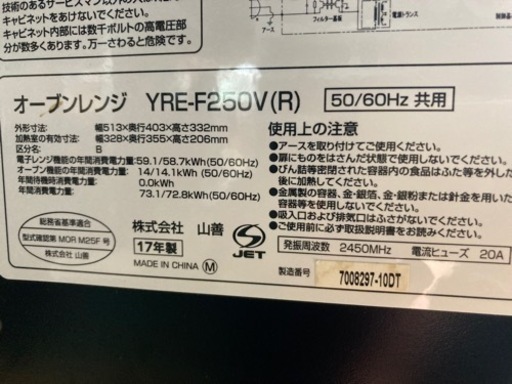 技術のあるサービスマン以外の方は
キャビネットをあけないでください。
キャビネット内部には数千ボルトの高電圧部
分が数多く、万一さわると危険です。
フィルター基板
アース
オーブンレンジ YRE-F250V(R) 50/60Hz 共用
外形寸法: 幅513×奥行403×高さ332mm
加熱室の有効寸法: 幅328×奥行355×高さ206mm
区分名: B
電子レンジ機能の年間消費電力量: 59.1/58.7kWh(50/60Hz)
オーブン機能の年間消費電力量: 14/14.1kWh(50/60Hz)
年間待機時消費電力量: 0.0kWh
年間消費電力量: 73.1/72.8kWh(50/60Hz)
使用上の注意
●アースを取り付けてご使用ください。
●扉にものをはさんだ状態で使用しないでください。
●びん詰等密閉された容器内の食品はふた等を外し
使用してください。
●金属製の容器、金・銀、金・銀粉または針金を用いた
容器等を使用しないでください。
●吸入口および排気口はふさがないでください。
●ご使用前に必ず取扱説明書をお読みください。
総務省基準適合
型式確認第 MOR M25F 号
株式会社 山善
株式会社 山善
17年製
MADE IN CHINA M
JET
発振周波数 2450MHz 電流ヒューズ 20A
製造番号 7008297-10DT